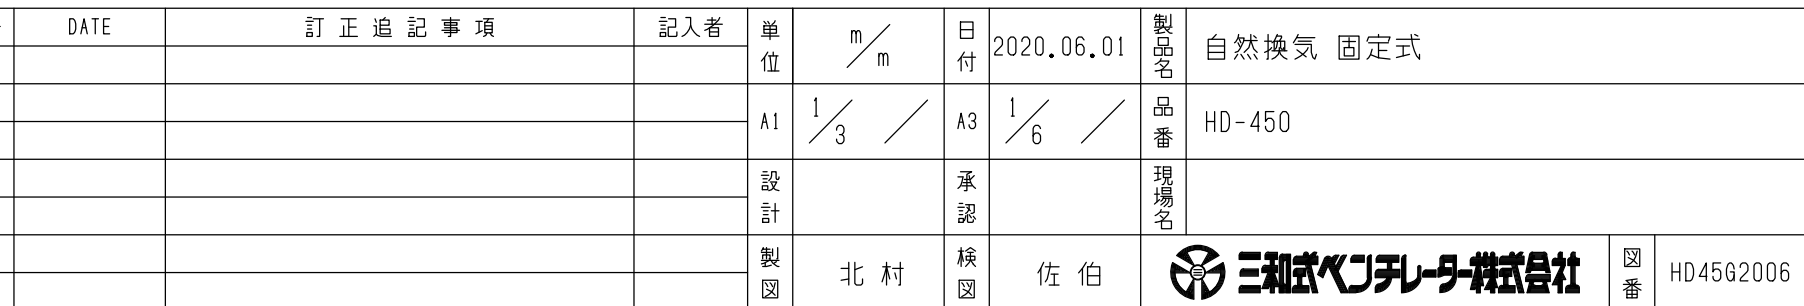 DATE 訂正追記事項 記入者
単位 m/m 日付 2020.06.01 製品名 自然換気 固定式
A1 1/3 / A3 1/6 / 品番 HD-450
設計 承認 現場名
製図 北村 検図 佐伯 三和式ベンチレーター株式会社 図番 HD45G2006